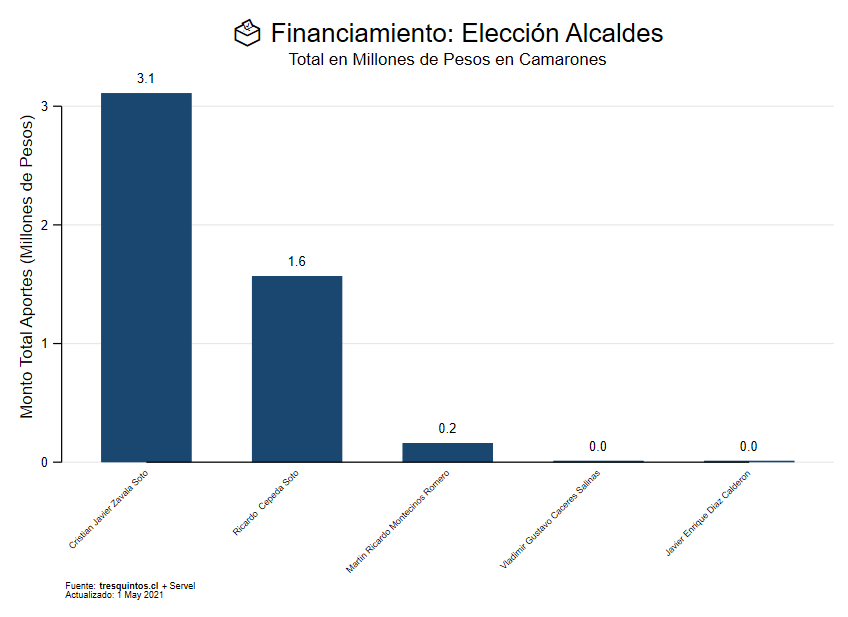 Financiamiento: Elección Alcaldes
Total en Millones de Pesos en Camarones
Monto Total Aportes (Millones de Pesos)
3
2
1
0
3.1
1.6
0.2
0.0
0.0
Cristian Javier Zavala Soto
Ricardo Cepeda Soto
Martin Ricardo Montecinos Romero
Vladimir Gustavo Caceres Salinas
Javier Enrique Diaz Calderon
Fuente: tresquintos.cl + Servel
Actualizado: 1 May 2021